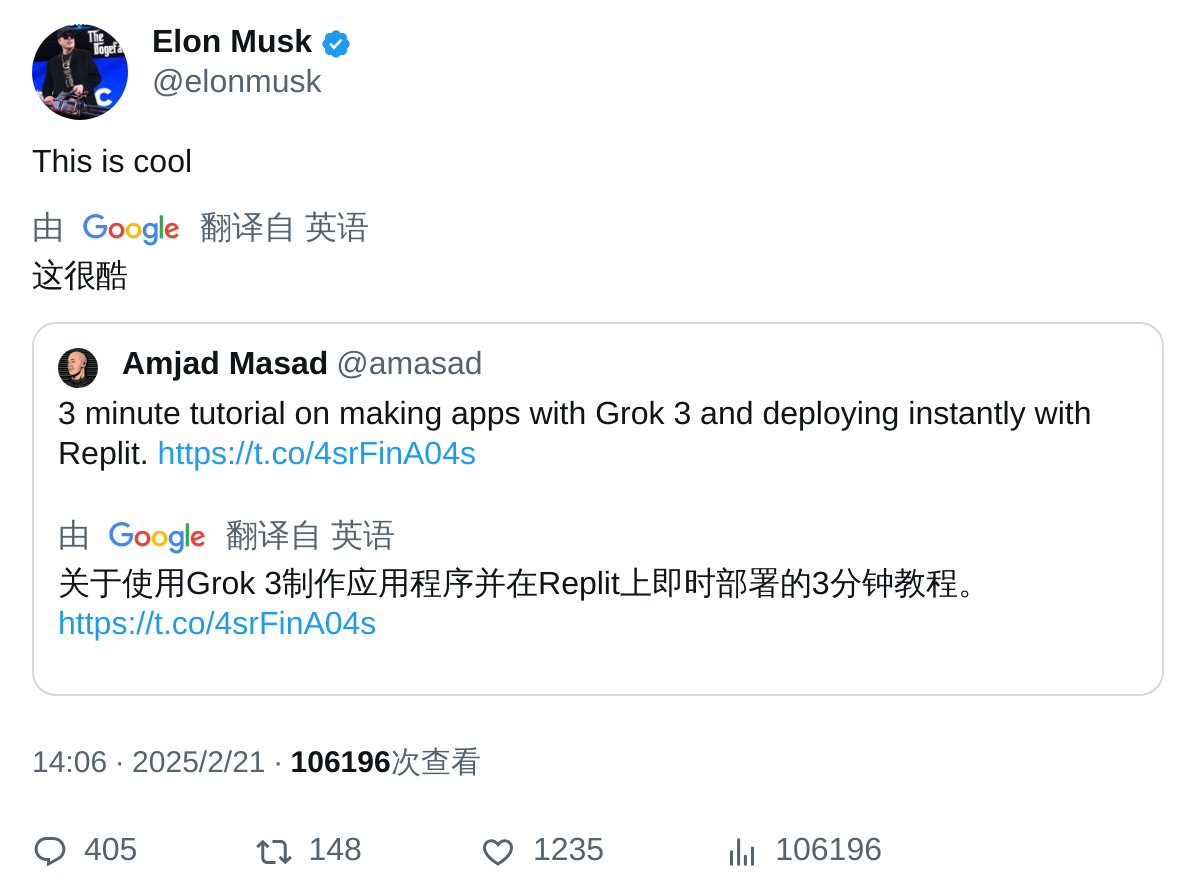 The
Dogefa
C
Elon Musk
@elonmusk
This is cool
由 Google 翻译自 英语
这很酷
Amjad Masad @amasad
3 minute tutorial on making apps with Grok 3 and deploying instantly with
Replit. https://t.co/4srFinA04s
由 Google 翻译自 英语
关于使用Grok 3制作应用程序并在Replit上即时部署的3分钟教程。
https://t.co/4srFinA04s
14:06 · 2025/2/21 · 106196次查看
405 148 1235 106196